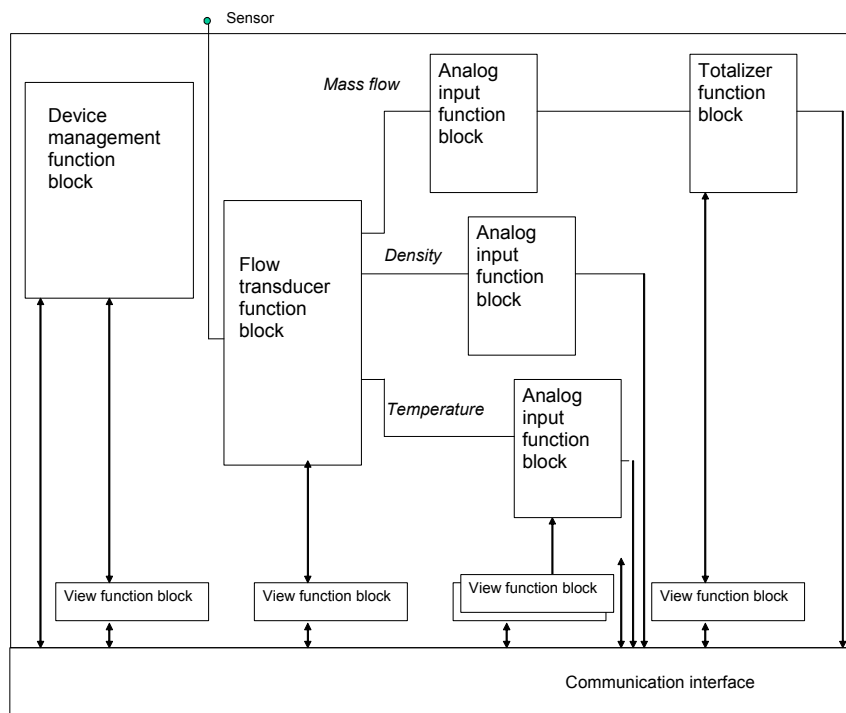 Sensor
Device
management
function
block
Mass flow
Analog
input
function
block
Totalizer
function
block
Flow
transducer
function
block
Density
Analog
input
function
block
Temperature
Analog
input
function
block
View function block
View function block
View function block
View function block
Communication interface